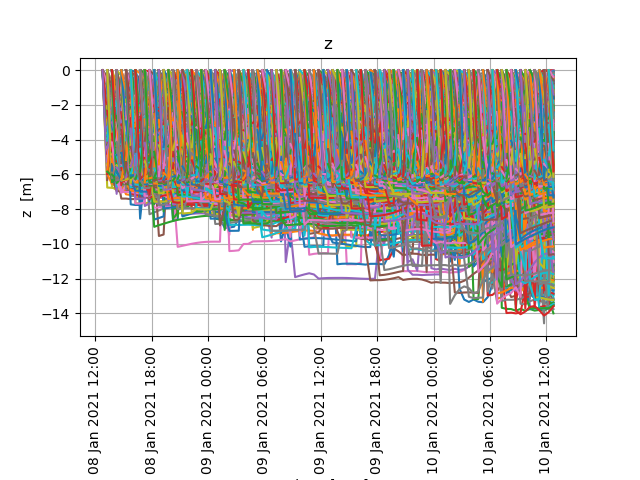 z
0
−2
−4
−6
−8
−10
−12
−14
z [m]
08 Jan 2021 12:00
08 Jan 2021 18:00
09 Jan 2021 00:00
09 Jan 2021 06:00
09 Jan 2021 12:00
09 Jan 2021 18:00
10 Jan 2021 00:00
10 Jan 2021 06:00
10 Jan 2021 12:00